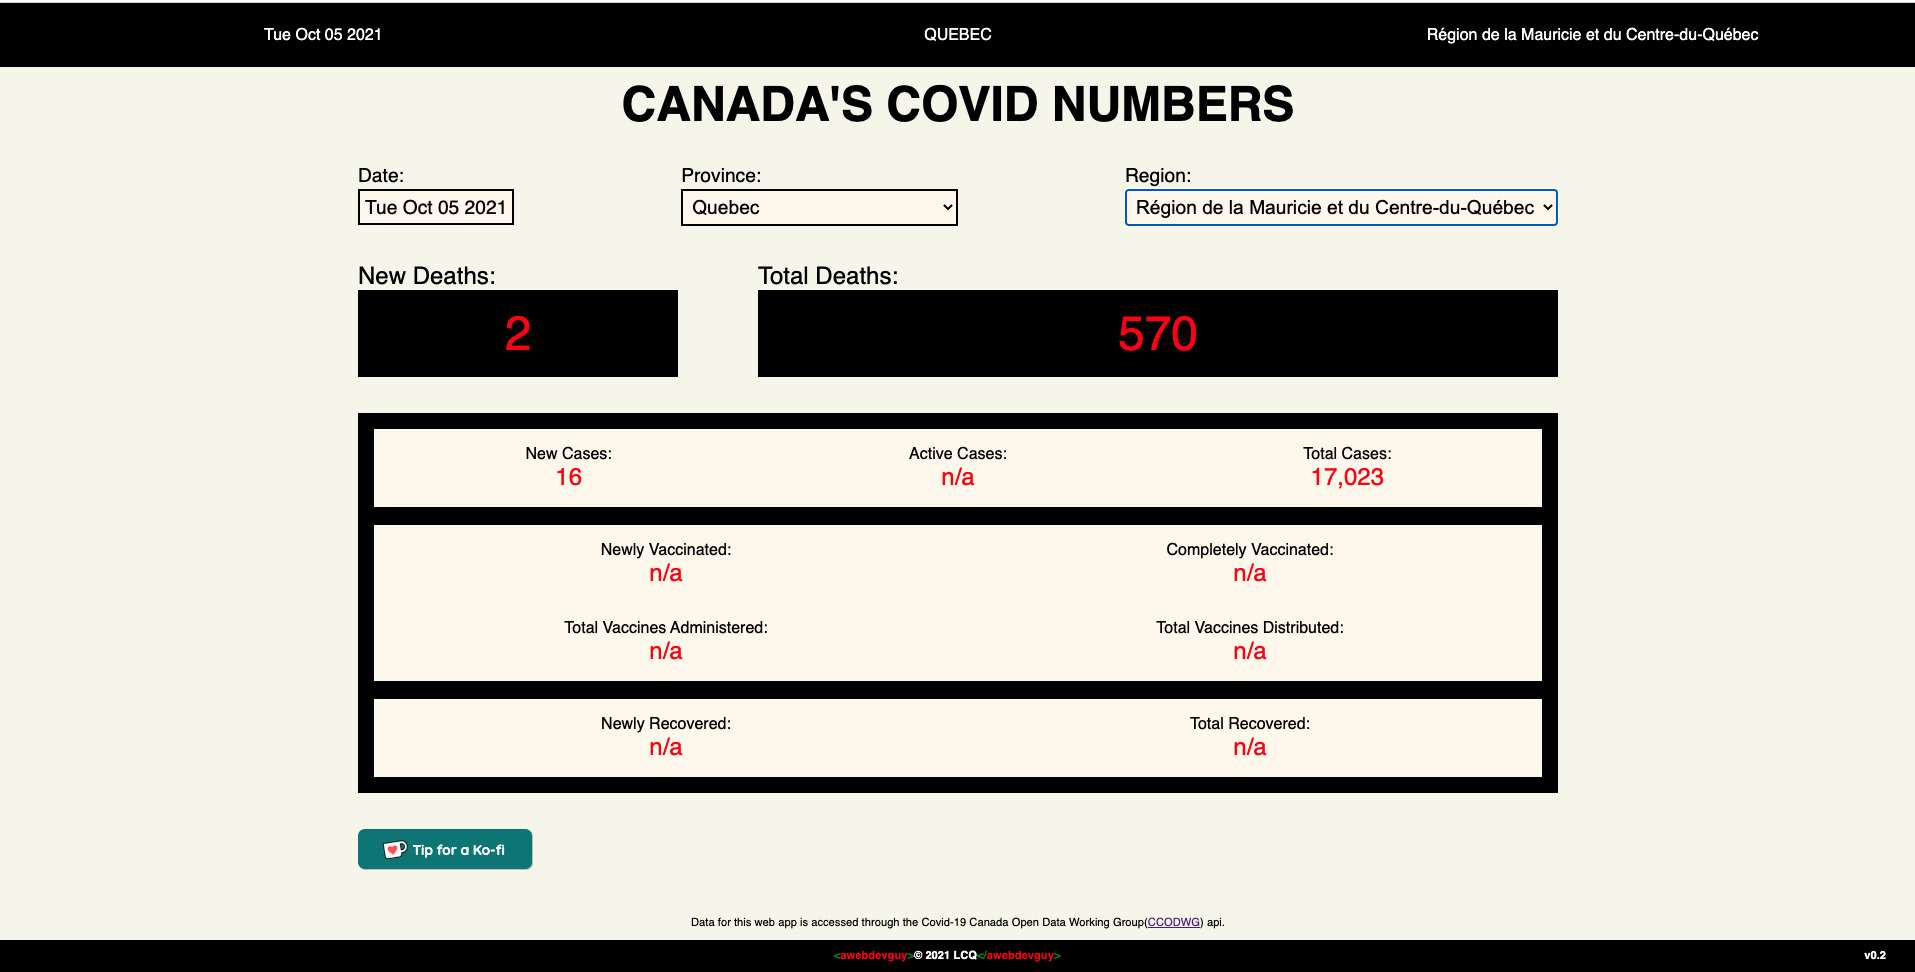 Tue Oct 05 2021 QUEBEC Région de la Mauricie et du Centre-du-Québec
CANADA'S COVID NUMBERS
Date: Province: Region:
Tue Oct 05 2021 Quebec Région de la Mauricie et du Centre-du-Québec
New Deaths: Total Deaths:
2 570
New Cases: Active Cases: Total Cases:
16 n/a 17,023
Newly Vaccinated: Completely Vaccinated:
n/a n/a
Total Vaccines Administered: Total Vaccines Distributed:
n/a n/a
Newly Recovered: Total Recovered:
n/a n/a
Tip for a Ko-fi
Data for this web app is accessed through the Covid-19 Canada Open Data Working Group(CCODWG) api.
<awebdevguy>© 2021 LCQ</awebdevguy> v0.2